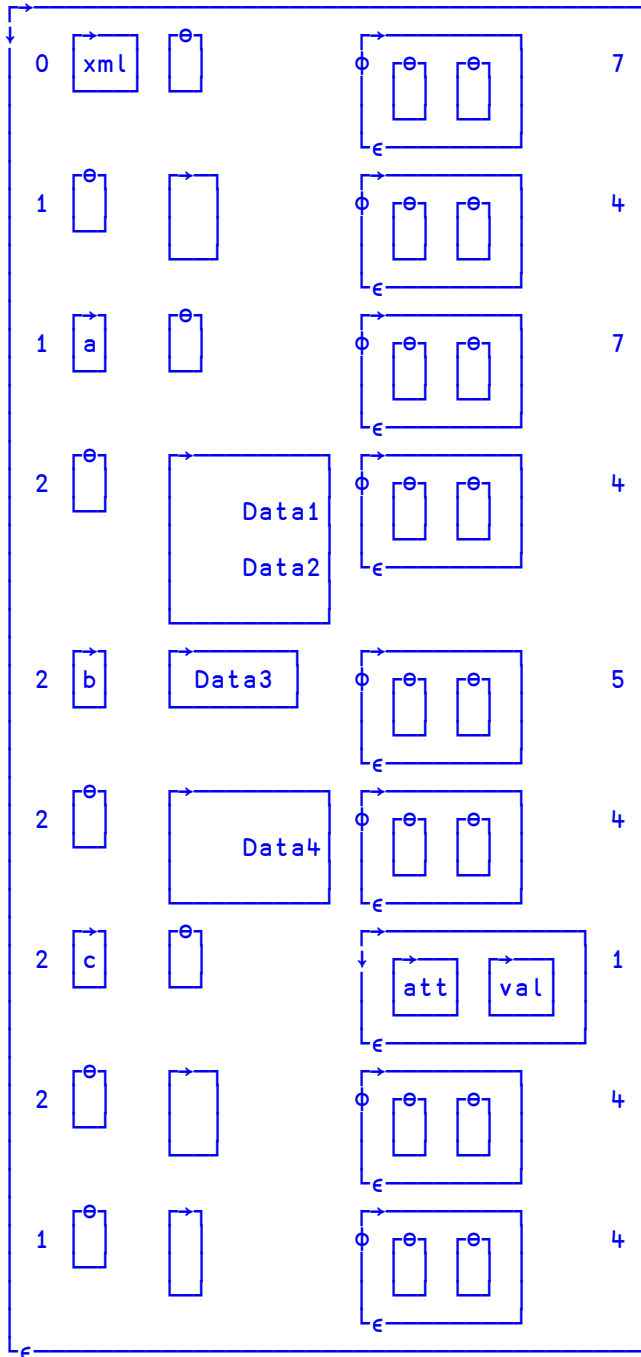 0 xml 7
1 4
1 a 7
2 Data1 4
Data2
2 b Data3 5
2 Data4 4
2 c att val 1
2 4
1 4